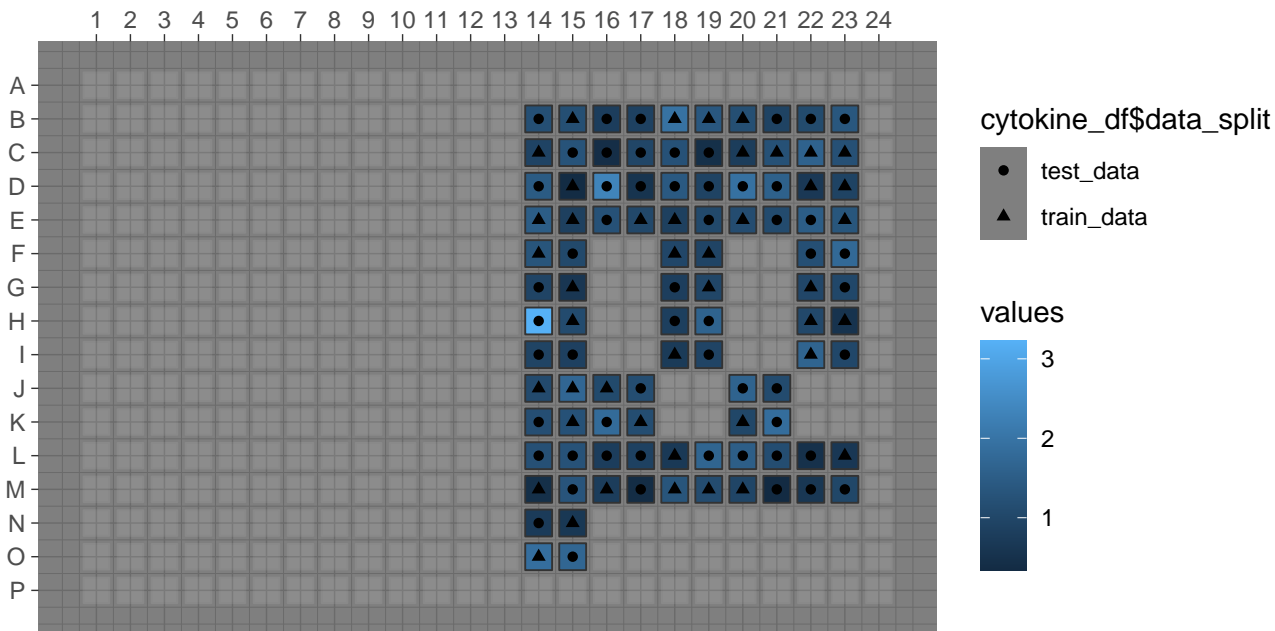 1 2 3 4 5 6 7 8 9 10 11 12 13 14 15 16 17 18 19 20 21 22 23 24
A
B
C
D
E
F
G
H
I
J
K
L
M
N
O
P
cytokine_df$data_split
test_data
train_data
values
3
2
1